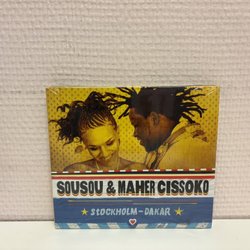 SOUSOU & MAHER CISSOKO
STOCKHOLM - DAKAR